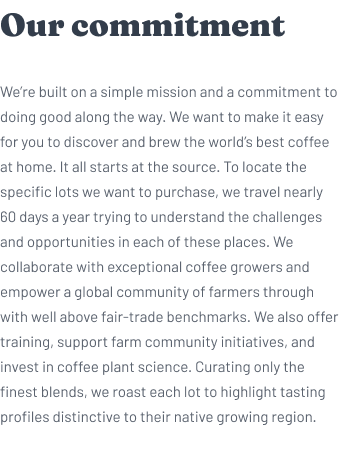 Our commitment
We're built on a simple mission and a commitment to
doing good along the way. We want to make it easy
for you to discover and brew the world's best coffee
at home. It all starts at the source. To locate the
specific lots we want to purchase, we travel nearly
60 days a year trying to understand the challenges
and opportunities in each of these places. We
collaborate with exceptional coffee growers and
empower a global community of farmers through
with well above fair-trade benchmarks. We also offer
training, support farm community initiatives, and
invest in coffee plant science. Curating only the
finest blends, we roast each lot to highlight tasting
profiles distinctive to their native growing region.